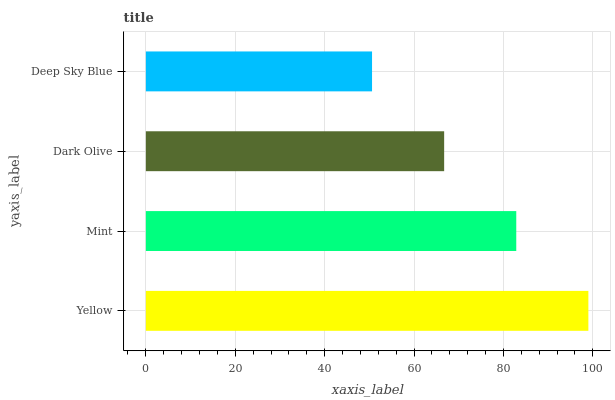 title
Deep Sky Blue
Dark Olive
Mint
Yellow
yaxis_label
0 20 40 60 80 100
xaxis_label